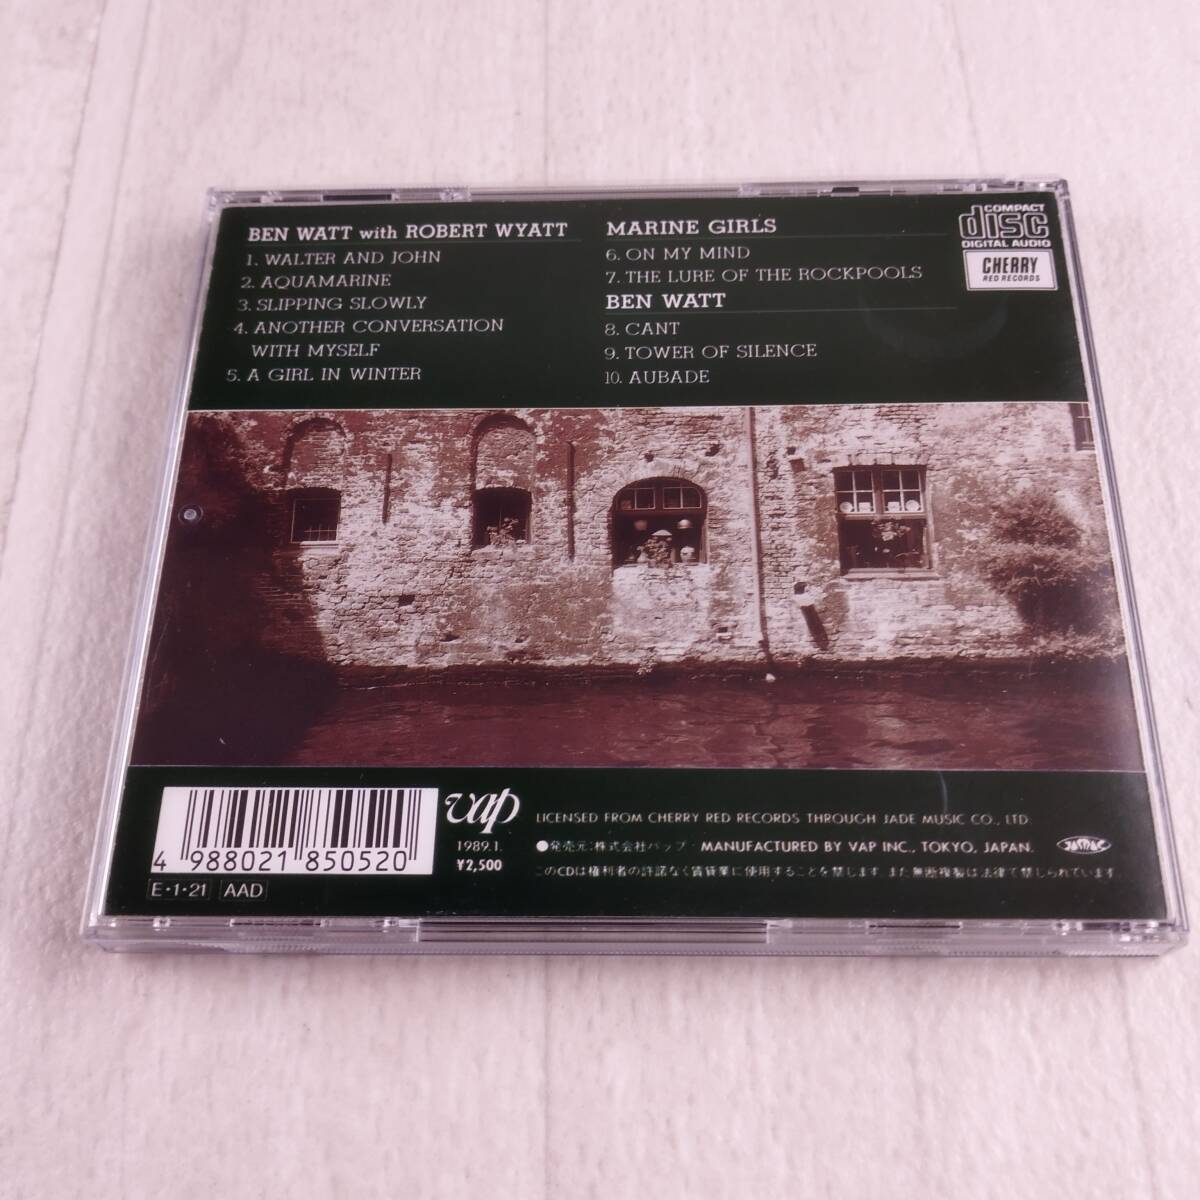 BEN WATT with ROBERT WYATT
1. WALTER AND JOHN
2. AQUAMARINE
3. SLIPPING SLOWLY
4. ANOTHER CONVERSATION
WITH MYSELF
5. A GIRL IN WINTER
MARINE GIRLS
6. ON MY MIND
7. THE LURE OF THE ROCKPOOLS
BEN WATT
8. CANT
9. TOWER OF SILENCE
10. AUBADE
COMPACT
disc
DIGITAL AUDIO
CHERRY
RED RECORDS
4 988021 850520
E・1・21 AAD
vap
1989.1.
¥2,500
LICENSED FROM CHERRY RED RECORDS THROUGH JADE MUSIC CO., LTD
●発売元:株式会社バップ・MANUFACTURED BY VAP INC., TOKYO, JAPAN.
JASRAC
このCDは権利者の許諾なく賃貸業に使用することを禁じます。また無断複製は法律で禁じられています。